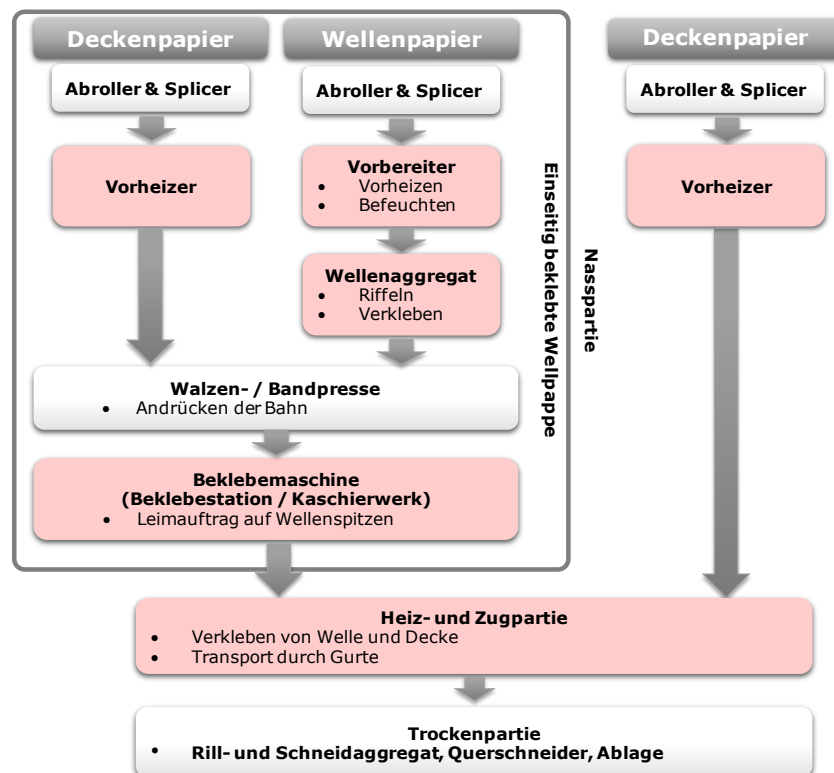 Deckenpapier
Wellenpapier
Deckenpapier
Abroller & Splicer
Abroller & Splicer
Abroller & Splicer
Vorheizer
Vorbereiter
• Vorheizen
• Befeuchten
Vorheizer
Wellenaggregat
• Riffeln
• Verkleben
Einseitig beklebte Wellpappe
Nasspartie
Walzen- / Bandpresse
• Andrücken der Bahn
Beklebemaschine
(Beklebestation / Kaschierwerk)
• Leimauftrag auf Wellenspitzen
Heiz- und Zugpartie
• Verkleben von Welle und Decke
• Transport durch Gurte
Trockenpartie
• Rill- und Schneidaggregat, Querschneider, Ablage